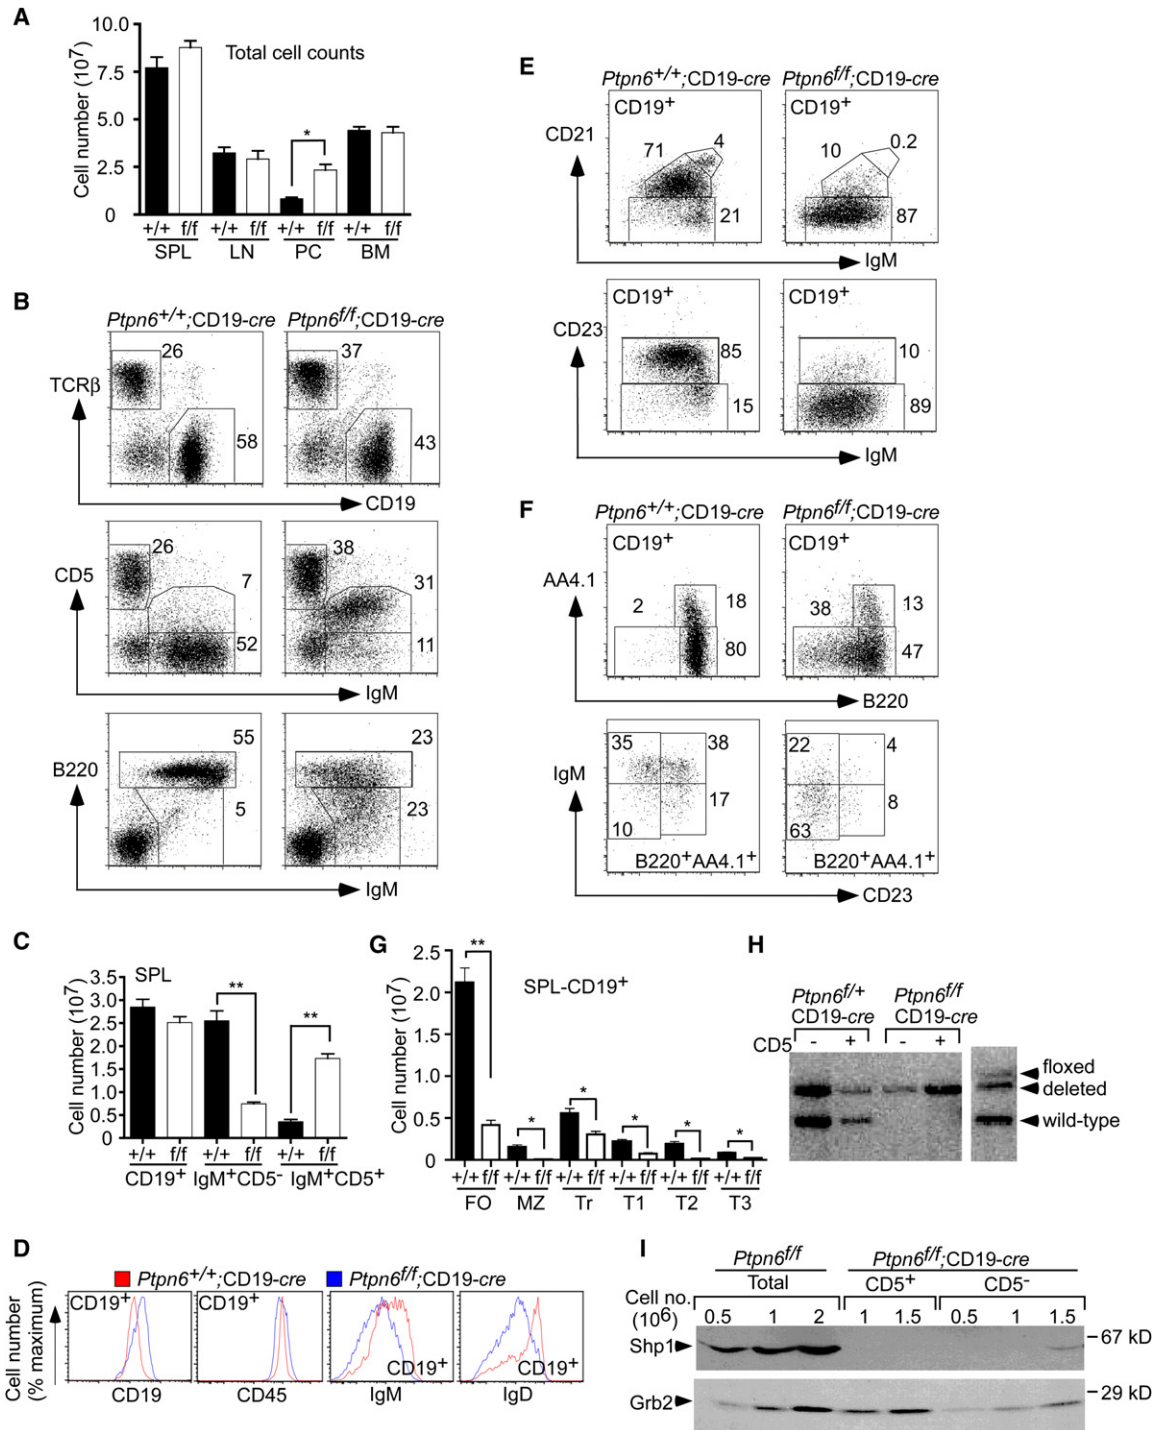 A
Cell number (10⁷)
10.0
7.5
5.0
2.5
0
Total cell counts
*
+/+ f/f +/+ f/f +/+ f/f +/+ f/f
SPL LN PC BM
B
Ptpn6+/+;CD19-cre Ptpn6f/f;CD19-cre
TCRβ
26 37
58 43
CD19
CD5
26 38
7 31
52 11
IgM
B220
55 23
5 23
IgM
C
Cell number (10⁷)
3.5
3.0
2.5
2.0
1.5
1.0
0.5
0
SPL
** **
+/+ f/f +/+ f/f +/+ f/f
CD19+ IgM+CD5- IgM+CD5+
D
Ptpn6+/+;CD19-cre Ptpn6f/f;CD19-cre
Cell number
(% maximum)
CD19+ CD19+ CD19+ CD19+
CD19 CD45 IgM IgD
E
Ptpn6+/+;CD19-cre Ptpn6f/f;CD19-cre
CD19+ CD19+
CD21
71 4 10 0.2
21 87
IgM
CD19+ CD19+
CD23
85 10
15 89
IgM
F
Ptpn6+/+;CD19-cre Ptpn6f/f;CD19-cre
CD19+ CD19+
AA4.1
2 18 38 13
80 47
B220
IgM
35 38 22 4
17 8
10 63
B220+AA4.1+ B220+AA4.1+
CD23
G
Cell number (10⁷)
2.5
2.0
1.5
1.0
0.5
0
SPL-CD19+
** * * * * *
+/+ f/f +/+ f/f +/+ f/f +/+ f/f +/+ f/f +/+ f/f
FO MZ Tr T1 T2 T3
H
Ptpn6f/+ Ptpn6f/f
CD19-cre CD19-cre
CD5 - + - +
floxed
deleted
wild-type
I
Ptpn6f/f Ptpn6f/f;CD19-cre
Total CD5+ CD5-
Cell no.
(10⁶) 0.5 1 2 1 1.5 0.5 1 1.5
Shp1 67 kD
Grb2 29 kD